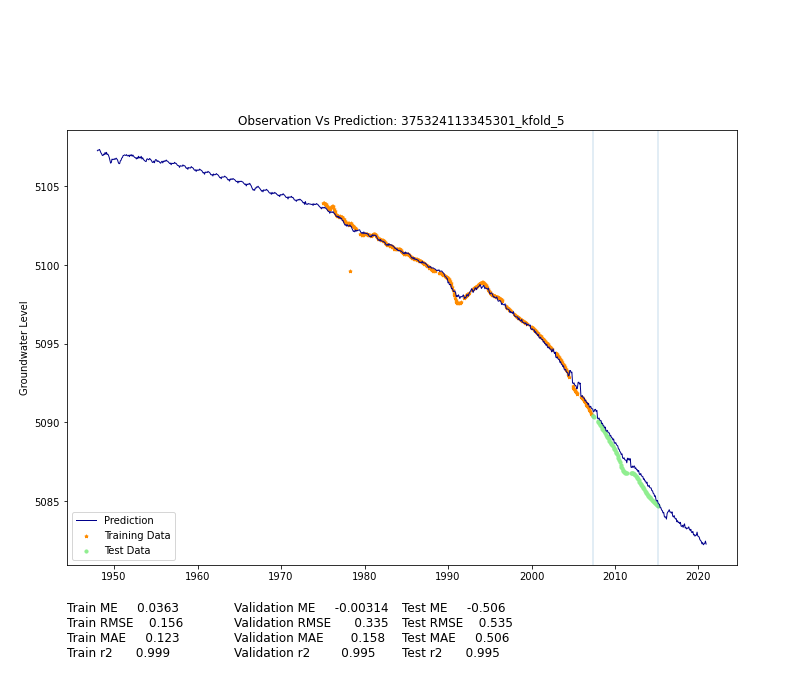 Observation Vs Prediction: 375324113345301_kfold_5
Groundwater Level
5105
5100
5095
5090
5085
Prediction
Training Data
Test Data
1950 1960 1970 1980 1990 2000 2010 2020
Train ME 0.0363 Validation ME -0.00314 Test ME -0.506
Train RMSE 0.156 Validation RMSE 0.335 Test RMSE 0.535
Train MAE 0.123 Validation MAE 0.158 Test MAE 0.506
Train r2 0.999 Validation r2 0.995 Test r2 0.995